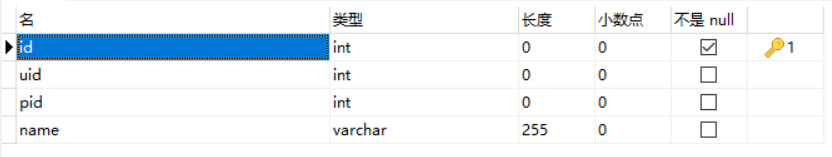 名 类型 长度 小数点 不是 null
id int 0 0 1
uid int 0 0
pid int 0 0
name varchar 255 0